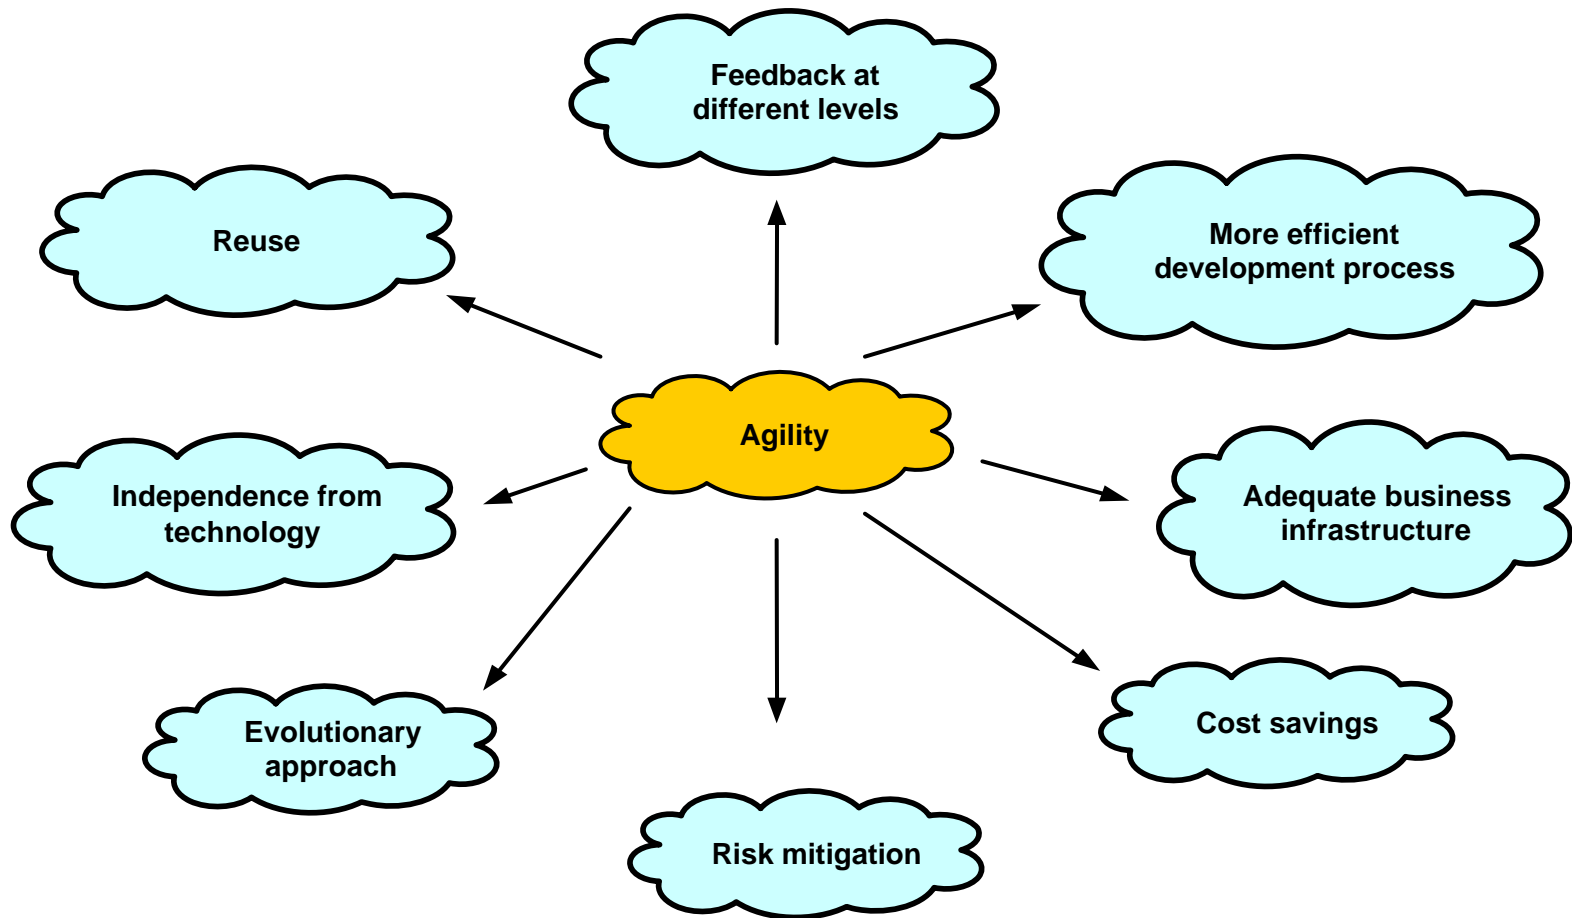 Feedback at
different levels
Reuse
More efficient
development process
Agility
Independence from
technology
Adequate business
infrastructure
Evolutionary
approach
Cost savings
Risk mitigation